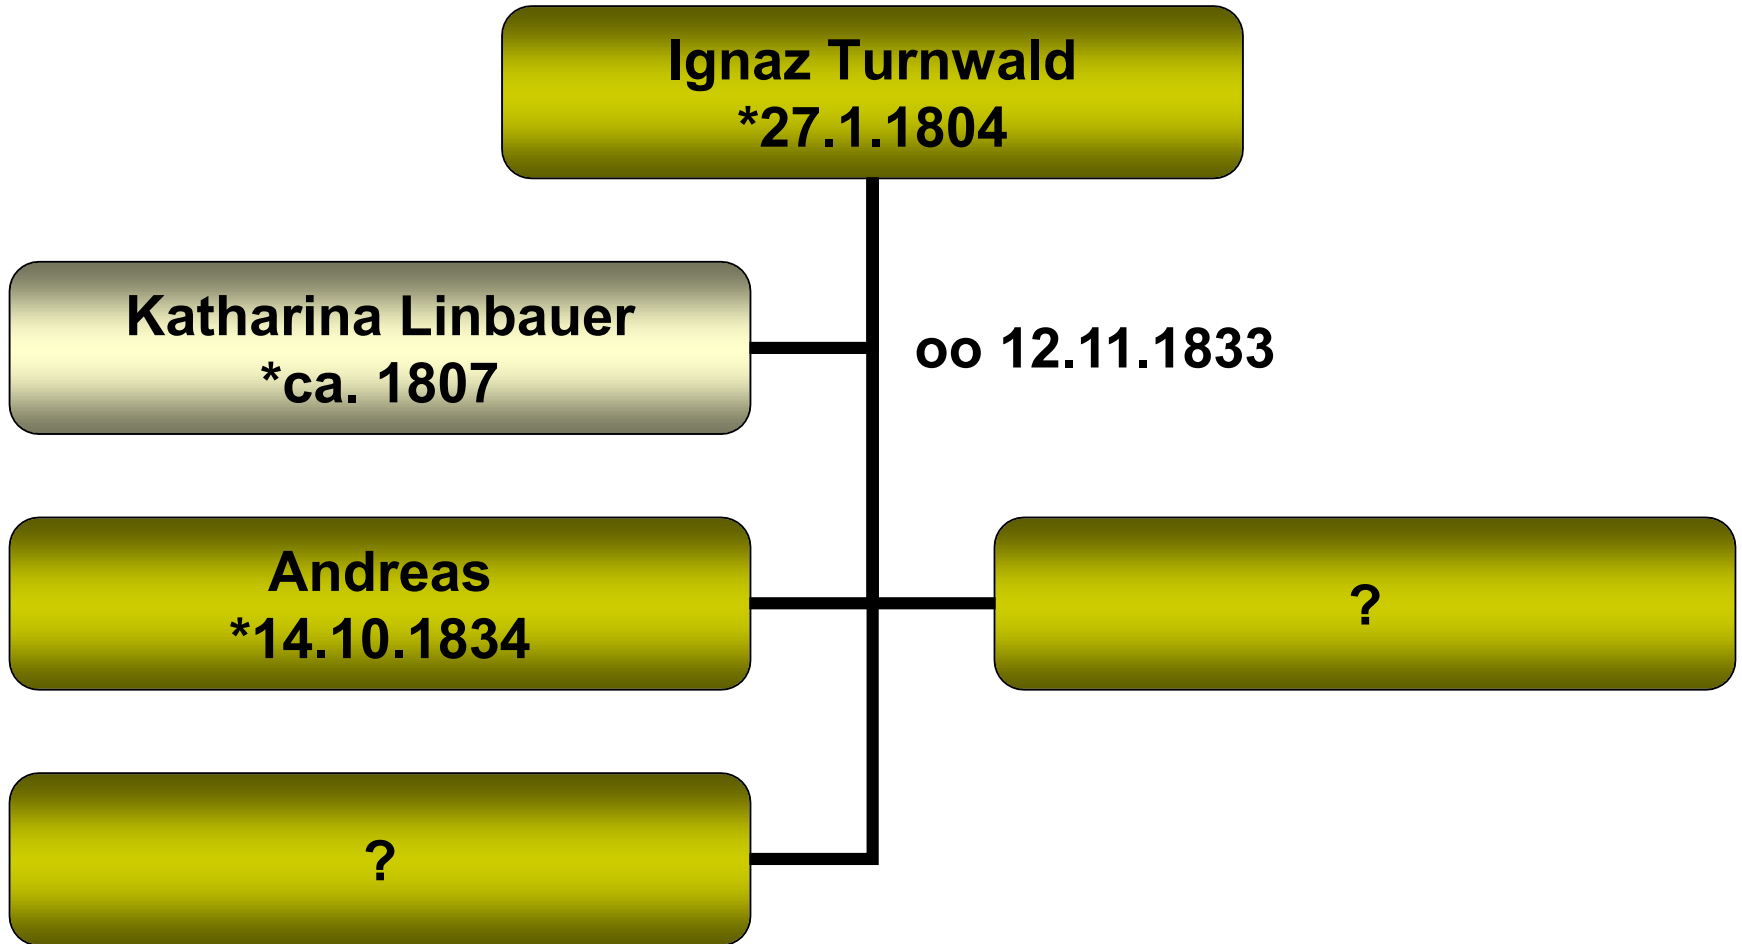 Ignaz Turnwald
*27.1.1804
Katharina Linbauer
*ca. 1807
oo 12.11.1833
Andreas
*14.10.1834
?
?